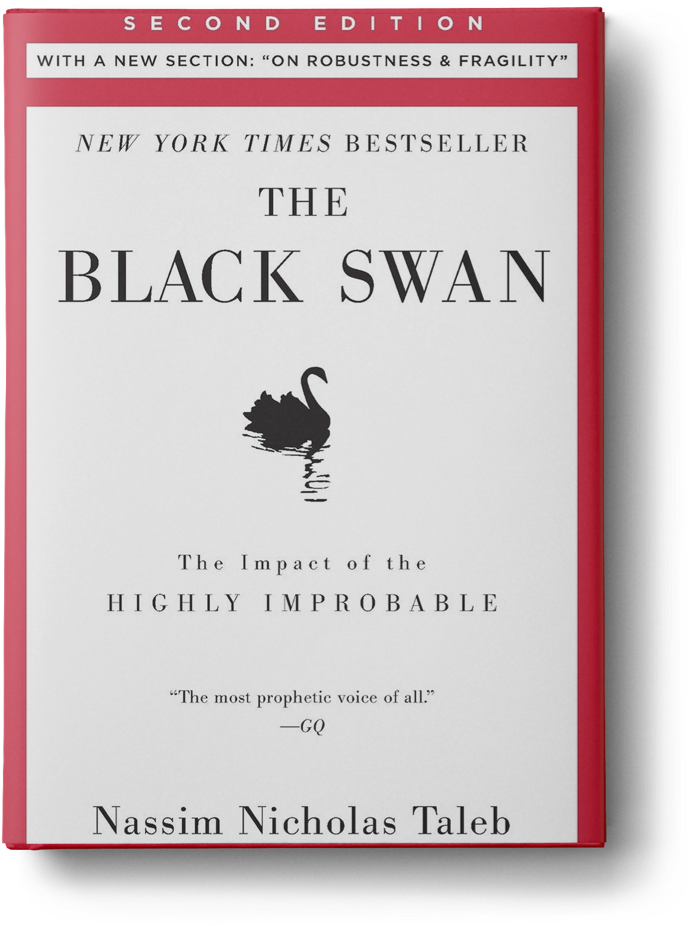 SECOND EDITION
WITH A NEW SECTION: “ON ROBUSTNESS & FRAGILITY”
NEW YORK TIMES BESTSELLER
THE
BLACK SWAN
The Impact of the
HIGHLY IMPROBABLE
“The most prophetic voice of all.”
—GQ
Nassim Nicholas Taleb